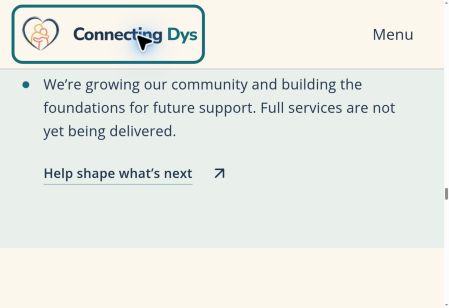 Connecting Dys
Menu
We’re growing our community and building the
foundations for future support. Full services are not
yet being delivered.
Help shape what’s next